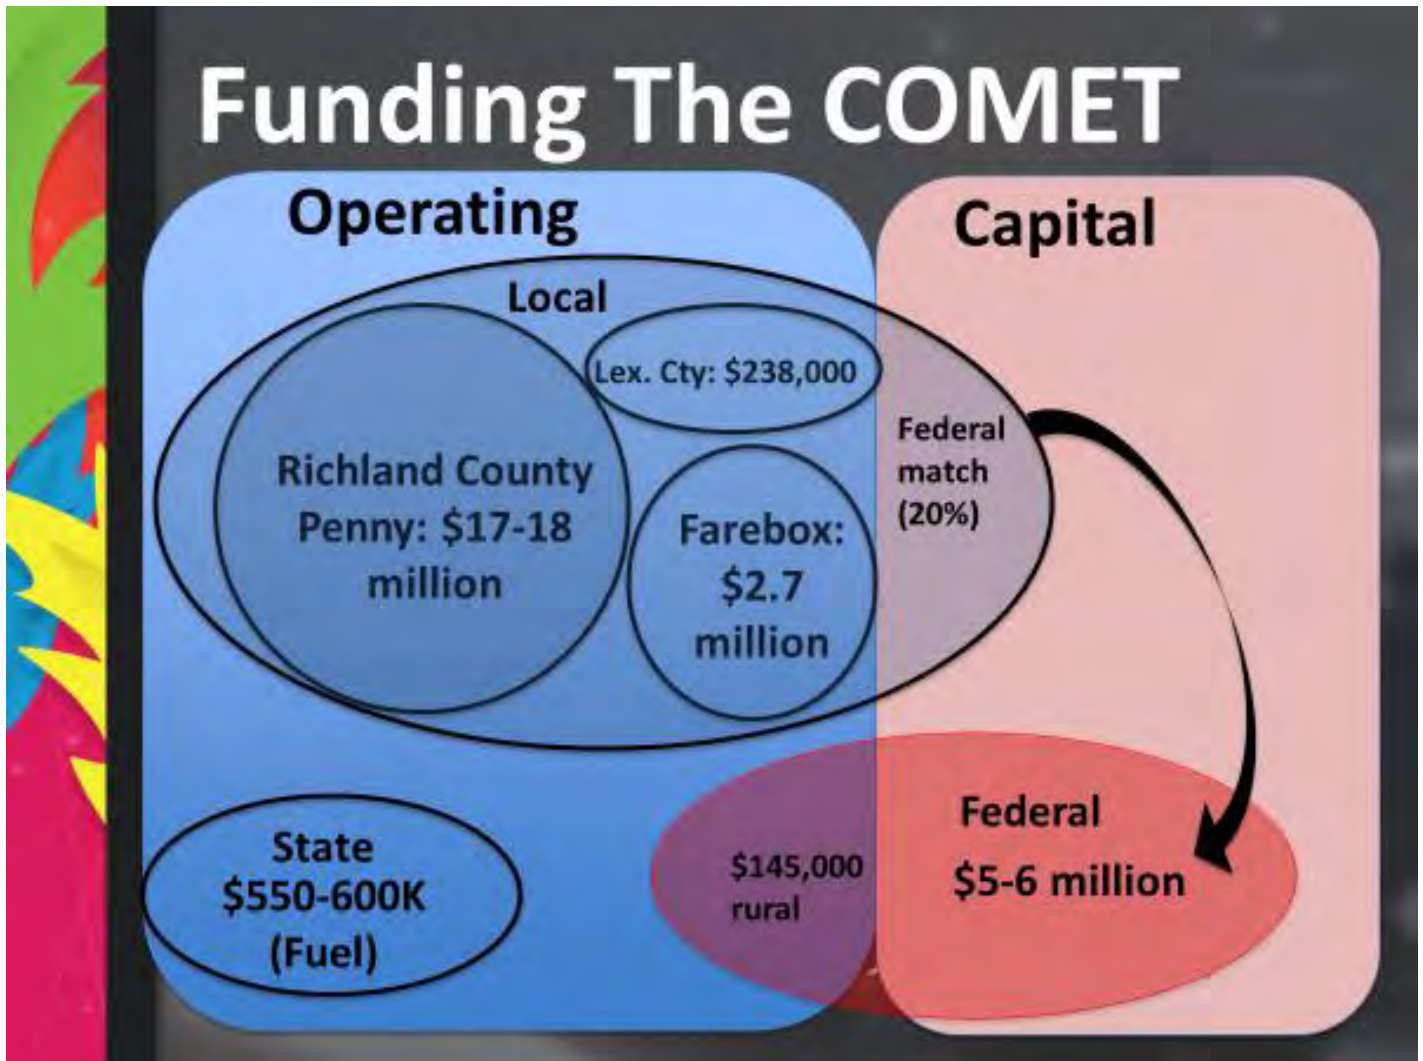 Funding The COMET
Operating
Capital
Local
Lex. Cty: $238,000
Richland County
Penny: $17-18
million
Farebox:
$2.7
million
Federal
match
(20%)
State
$550-600K
(Fuel)
$145,000
rural
Federal
$5-6 million